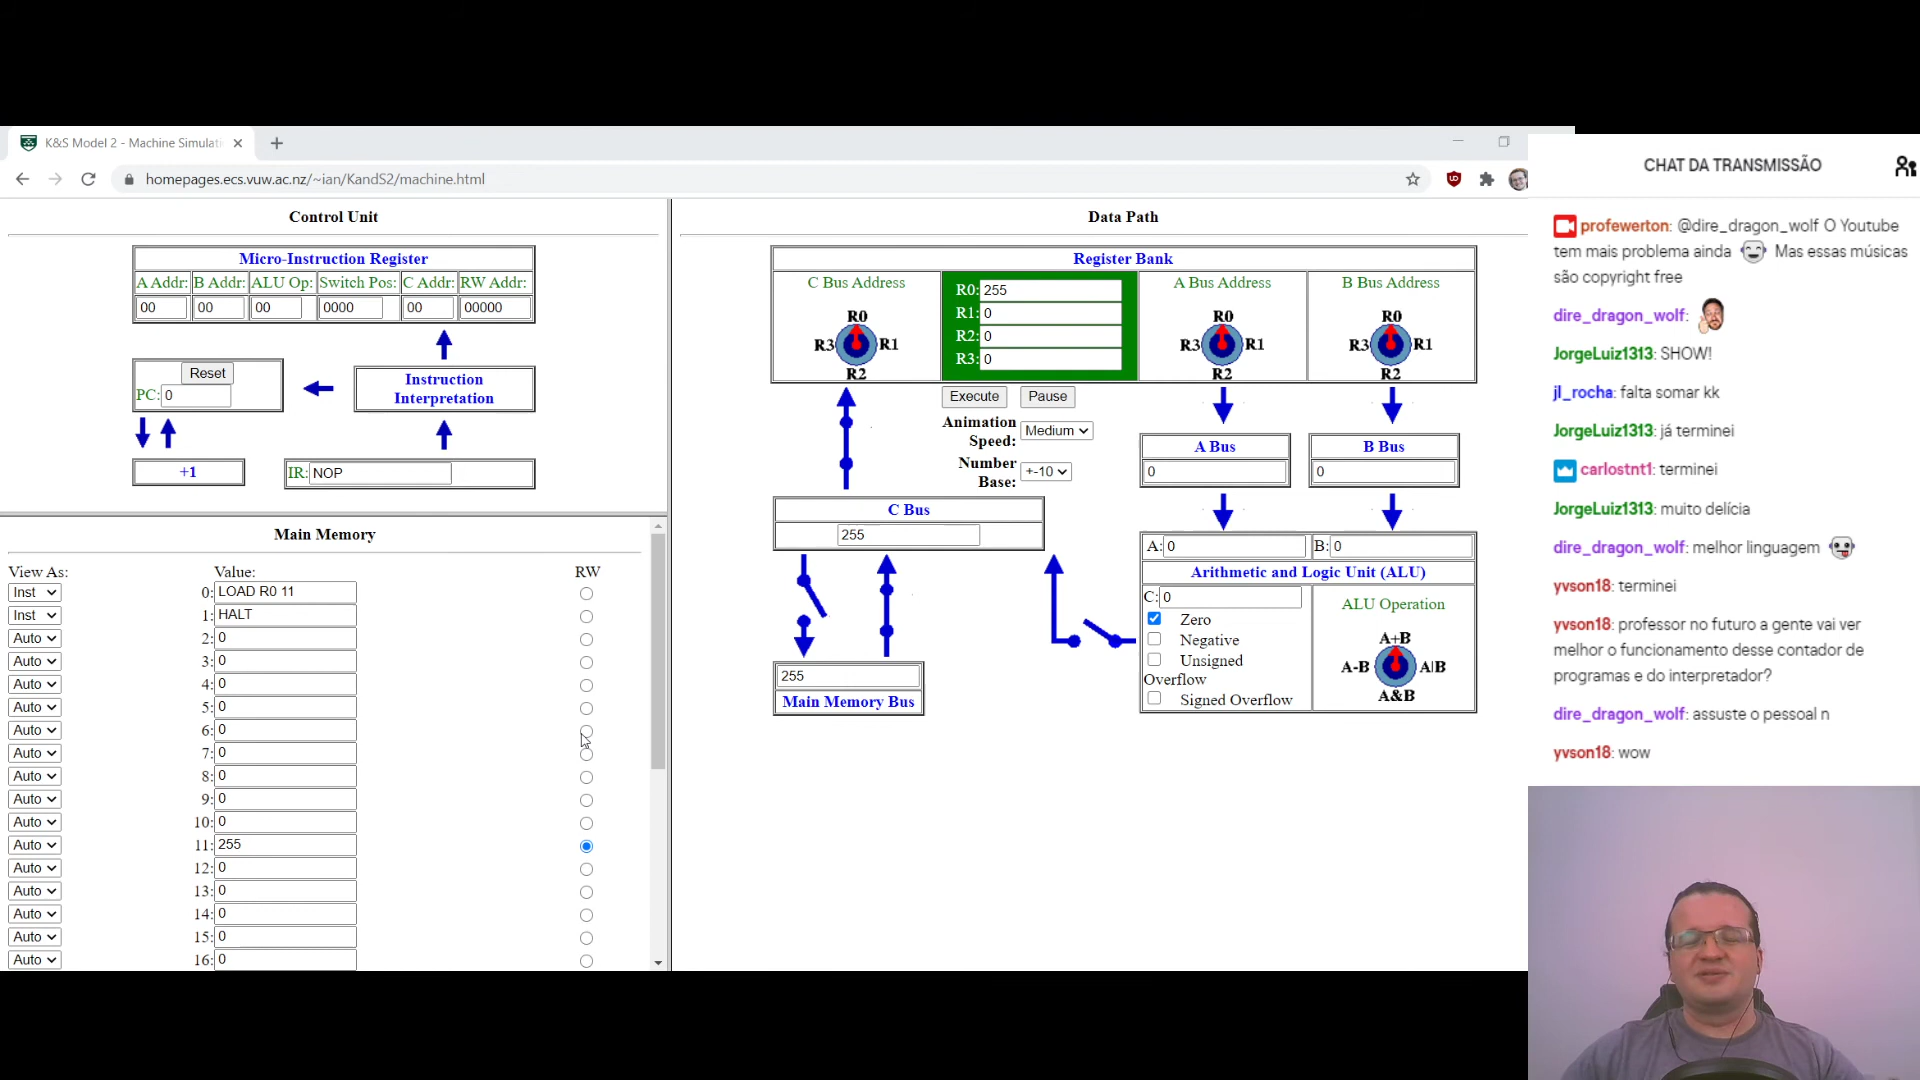 K&S Model 2 - Machine Simulati
homepages.ecs.vuw.ac.nz/~ian/KandS2/machine.html
Control Unit
Micro-Instruction Register
A Addr: B Addr: ALU Op: Switch Pos: C Addr: RW Addr:
00 00 00 0000 00 00000
Reset
PC: 0
Instruction
Interpretation
+1
IR: NOP
Main Memory
View As: Value: RW
Inst 0: LOAD R0 11
Inst 1: HALT
Auto 2: 0
Auto 3: 0
Auto 4: 0
Auto 5: 0
Auto 6: 0
Auto 7: 0
Auto 8: 0
Auto 9: 0
Auto 10: 0
Auto 11: 255
Auto 12: 0
Auto 13: 0
Auto 14: 0
Auto 15: 0
Auto 16: 0
Data Path
Register Bank
C Bus Address
R0
R3 R1
R2
R0: 255
R1: 0
R2: 0
R3: 0
A Bus Address
R0
R3 R1
R2
B Bus Address
R0
R3 R1
R2
Execute Pause
Animation
Speed: Medium
Number
Base: +-10
A Bus
0
B Bus
0
C Bus
255
255
Main Memory Bus
A: 0 B: 0
Arithmetic and Logic Unit (ALU)
C: 0
Zero
Negative
Unsigned
Overflow
Signed Overflow
ALU Operation
A+B
A-B A|B
A&B
CHAT DA TRANSMISSÃO
profewerton: @dire_dragon_wolf O Youtube
tem mais problema ainda Mas essas músicas
são copyright free
dire_dragon_wolf:
JorgeLuiz1313: SHOW!
jl_rocha: falta somar kk
JorgeLuiz1313: já terminei
carlostnt1: terminei
JorgeLuiz1313: muito delícia
dire_dragon_wolf: melhor linguagem
yvson18: terminei
yvson18: professor no futuro a gente vai ver
melhor o funcionamento desse contador de
programas e do interpretador?
dire_dragon_wolf: assuste o pessoal n
yvson18: wow